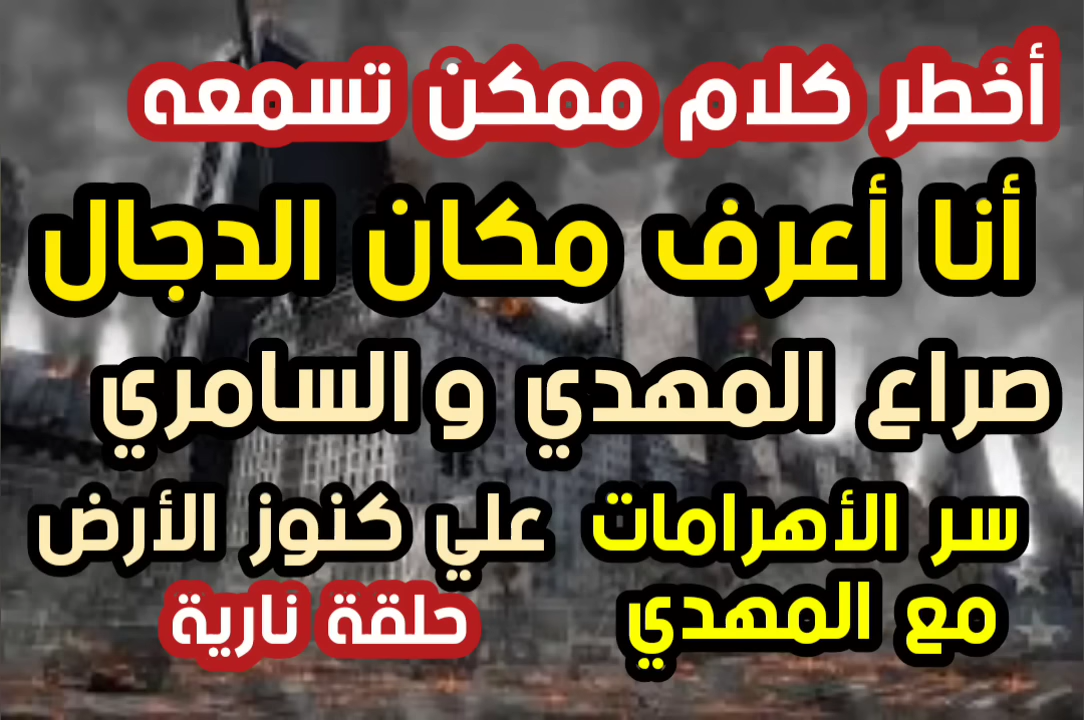 أخطر كلام ممكن تسمعه
أنا أعرف مكان الدجال
صراع المهدي و السامري
سر الأهرامات علي كنوز الأرض
مع المهدي حلقة نارية